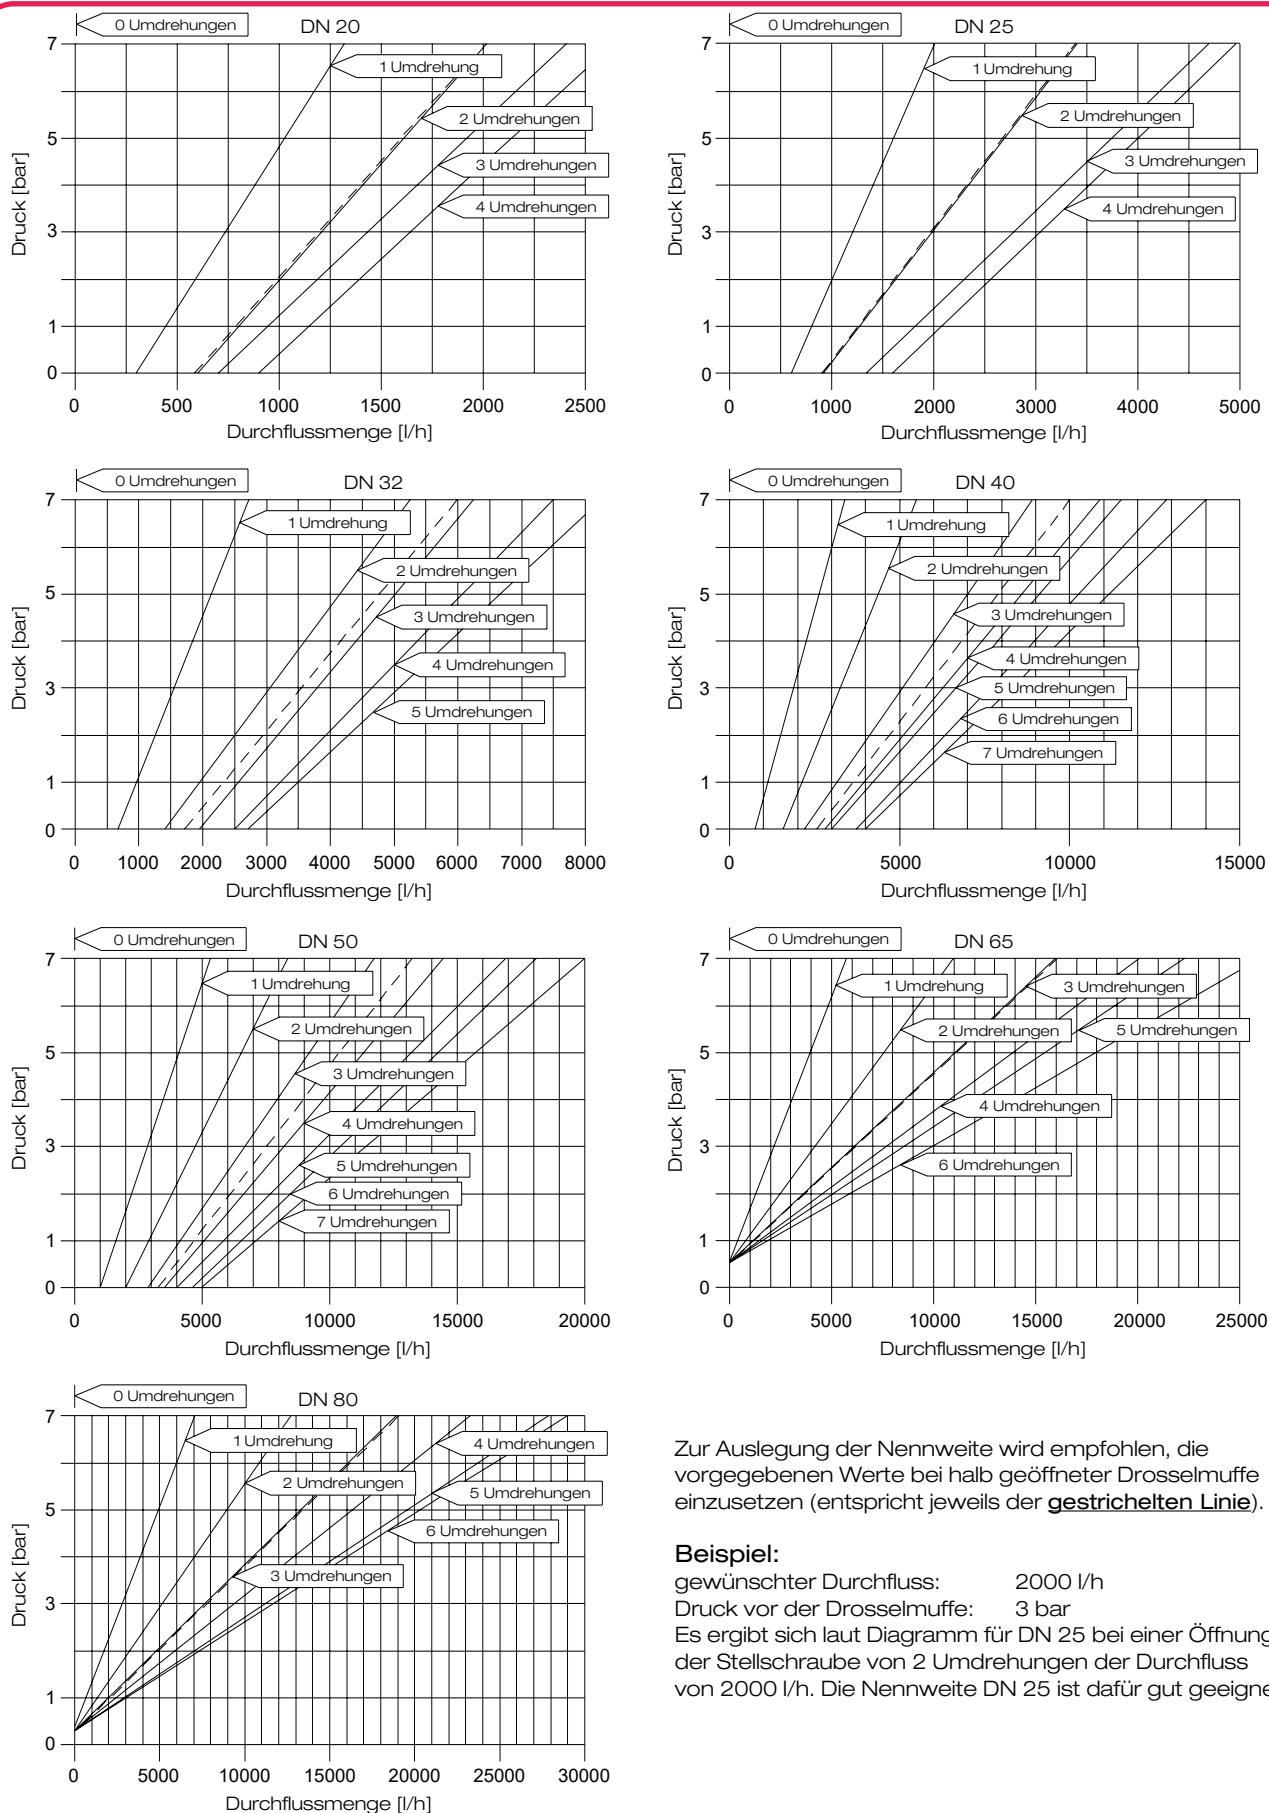 0 Umdrehungen
DN 20
7
5
3
1
0
Druck [bar]
1 Umdrehung
2 Umdrehungen
3 Umdrehungen
4 Umdrehungen
0 500 1000 1500 2000 2500
Durchflussmenge [l/h]
0 Umdrehungen
DN 25
7
5
3
1
0
Druck [bar]
1 Umdrehung
2 Umdrehungen
3 Umdrehungen
4 Umdrehungen
0 1000 2000 3000 4000 5000
Durchflussmenge [l/h]
0 Umdrehungen
DN 32
7
5
3
1
0
Druck [bar]
1 Umdrehung
2 Umdrehungen
3 Umdrehungen
4 Umdrehungen
5 Umdrehungen
0 1000 2000 3000 4000 5000 6000 7000 8000
Durchflussmenge [l/h]
0 Umdrehungen
DN 40
7
5
3
1
0
Druck [bar]
1 Umdrehung
2 Umdrehungen
3 Umdrehungen
4 Umdrehungen
5 Umdrehungen
6 Umdrehungen
7 Umdrehungen
0 5000 10000 15000
Durchflussmenge [l/h]
0 Umdrehungen
DN 50
7
5
3
1
0
Druck [bar]
1 Umdrehung
2 Umdrehungen
3 Umdrehungen
4 Umdrehungen
5 Umdrehungen
6 Umdrehungen
7 Umdrehungen
0 5000 10000 15000 20000
Durchflussmenge [l/h]
0 Umdrehungen
DN 65
7
5
3
1
0
Druck [bar]
1 Umdrehung
3 Umdrehungen
2 Umdrehungen
5 Umdrehungen
4 Umdrehungen
6 Umdrehungen
0 5000 10000 15000 20000 25000
Durchflussmenge [l/h]
0 Umdrehungen
DN 80
7
5
3
1
0
Druck [bar]
1 Umdrehung
4 Umdrehungen
2 Umdrehungen
5 Umdrehungen
6 Umdrehungen
3 Umdrehungen
0 5000 10000 15000 20000 25000 30000
Durchflussmenge [l/h]
Zur Auslegung der Nennweite wird empfohlen, die
vorgegebenen Werte bei halb geöffneter Drosselmuffe
einzusetzen (entspricht jeweils der gestrichelten Linie).
Beispiel:
gewünschter Durchfluss: 2000 l/h
Druck vor der Drosselmuffe: 3 bar
Es ergibt sich laut Diagramm für DN 25 bei einer Öffnung
der Stellschraube von 2 Umdrehungen der Durchfluss
von 2000 l/h. Die Nennweite DN 25 ist dafür gut geeigne